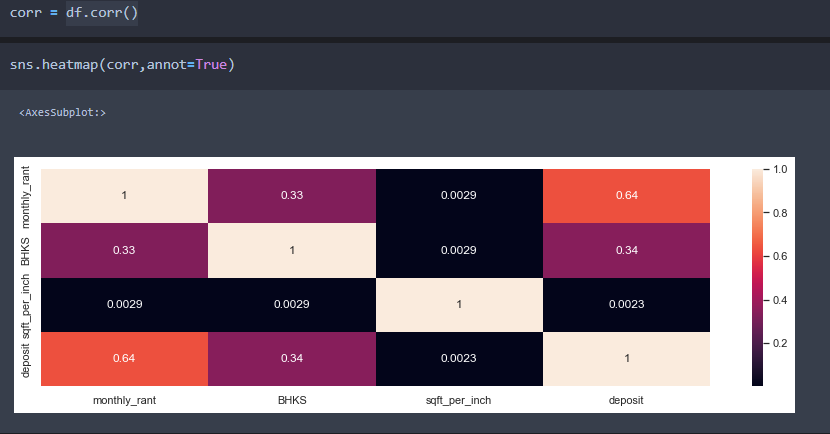 corr = df.corr()
sns.heatmap(corr,annot=True)
<AxesSubplot:>
monthly_rant
1
0.33
0.0029
0.64
BHKS
0.33
1
0.0029
0.34
sqft_per_inch
0.0029
0.0029
1
0.0023
deposit
0.64
0.34
0.0023
1
monthly_rant
BHKS
sqft_per_inch
deposit
1.0
0.8
0.6
0.4
0.2